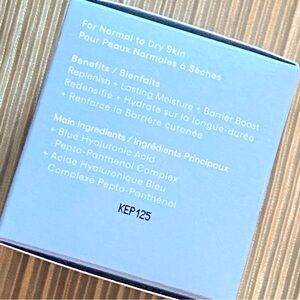 For Normal to Dry Skin
Pour Peaux Normales à Sèches
Benefits / Bienfaits
Replenish + Lasting Moisture + Barrier Boost
Redensifie + Hydrate sur la longue-durée
+ Renforce la Barrière cutanée
Main Ingredients / Ingrédients Principaux
+ Blue Hyaluronic Acid
Pepto-Panthenol Complex
+ Acide Hyaluronique Bleu
Complexe Pepto-Panthénol
KEP125